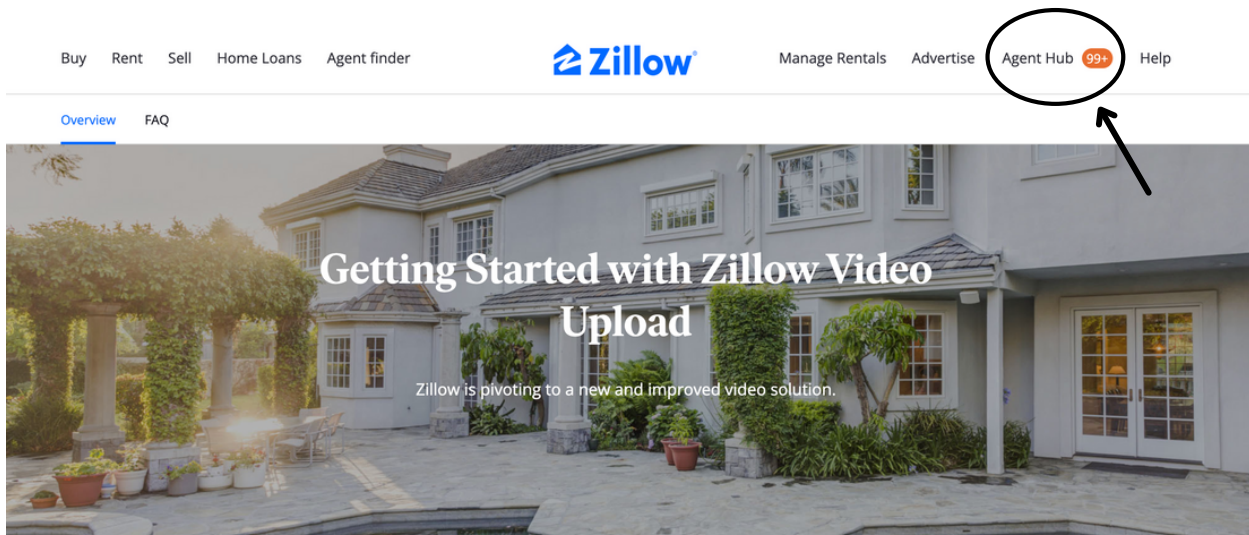 Buy Rent Sell Home Loans Agent finder Zillow Manage Rentals Advertise Agent Hub 99+ Help
Overview FAQ
Getting Started with Zillow Video
Upload
Zillow is pivoting to a new and improved video solution.